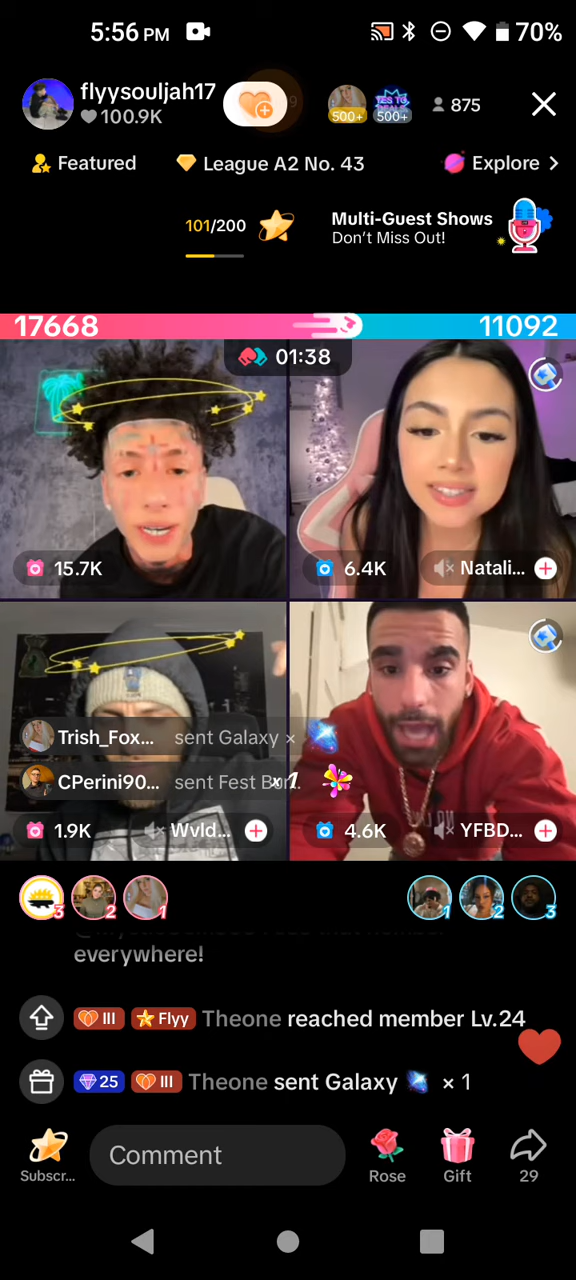 5:56 PM
70%
flyysouljah17
100.9K
500+
500+
875
Featured
League A2 No. 43
Explore
101/200
Multi-Guest Shows
Don't Miss Out!
17668
11092
01:38
15.7K
6.4K
Natali...
Trish_Fox...
sent Galaxy ×
CPerini90...
sent Fest
x 1
1.9K
Wvld...
4.6K
YFBD...
3
2
1
1
2
3
everywhere!
III Flyy Theone reached member Lv.24
25 III Theone sent Galaxy × 1
Subscr...
Comment
Rose
Gift
29